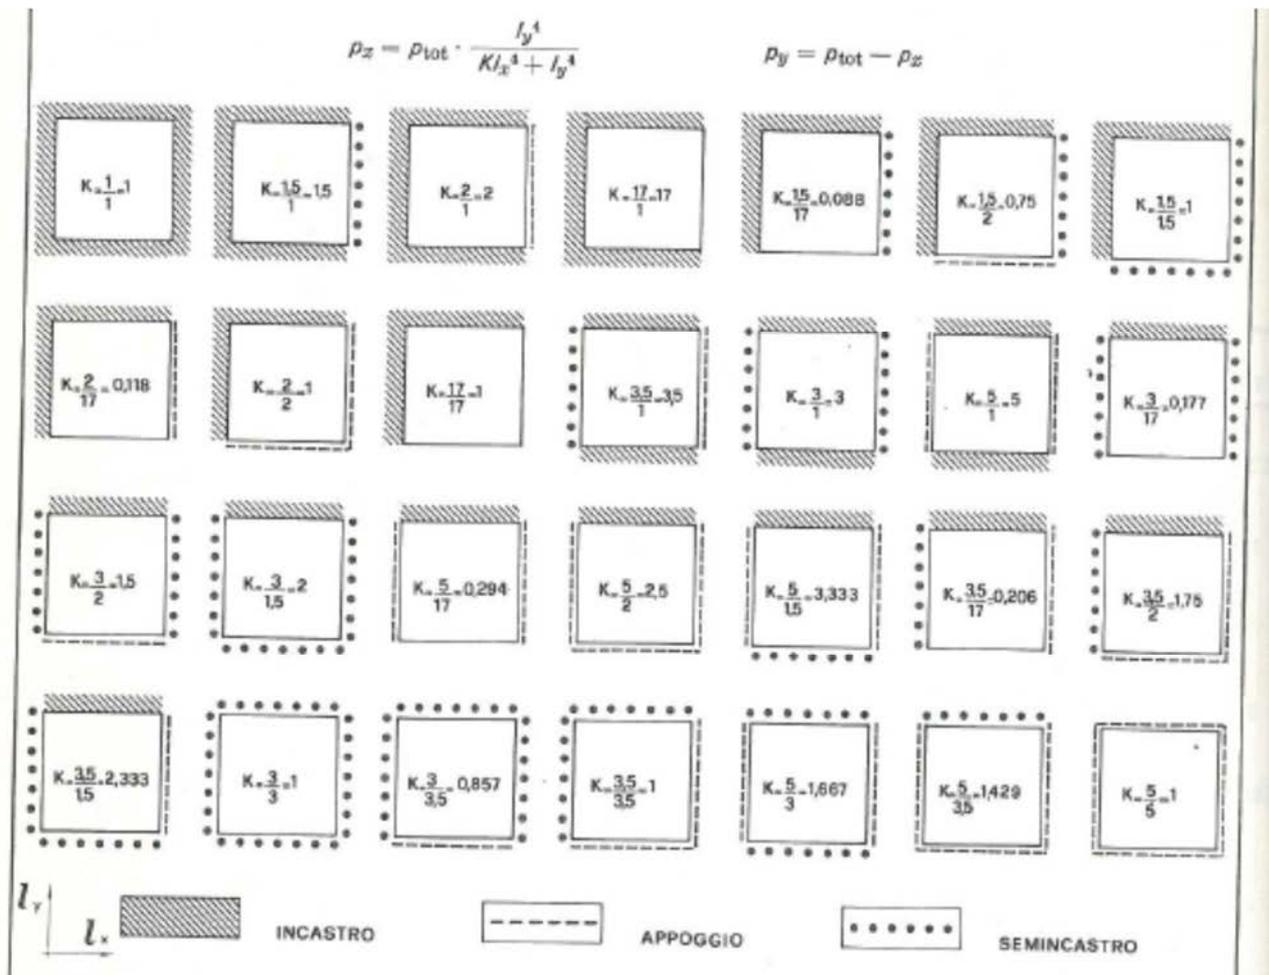 p_x = p_tot · l_y⁴ / (Kl_x⁴ + l_y⁴)    p_y = p_tot − p_x
K=1/1=1    K=1,5/1=1,5    K=2/1=2    K=17/1=17    K=1,5/17=0,088    K=1,5/2=0,75    K=1,5/1,5=1
K=2/17=0,118    K=2/2=1    K=17/17=1    K=3,5/1=3,5    K=3/1=3    K=5/1=5    K=3/17=0,177
K=3/2=1,5    K=3/1,5=2    K=5/17=0,294    K=5/2=2,5    K=5/1,5=3,333    K=3,5/17=0,206    K=3,5/2=1,75
K=3,5/1,5=2,333    K=3/3=1    K=3/3,5=0,857    K=3,5/3,5=1    K=5/3=1,667    K=5/3,5=1,429    K=5/5=1
l_y
l_x    INCASTRO    APPOGGIO    SEMINCASTRO